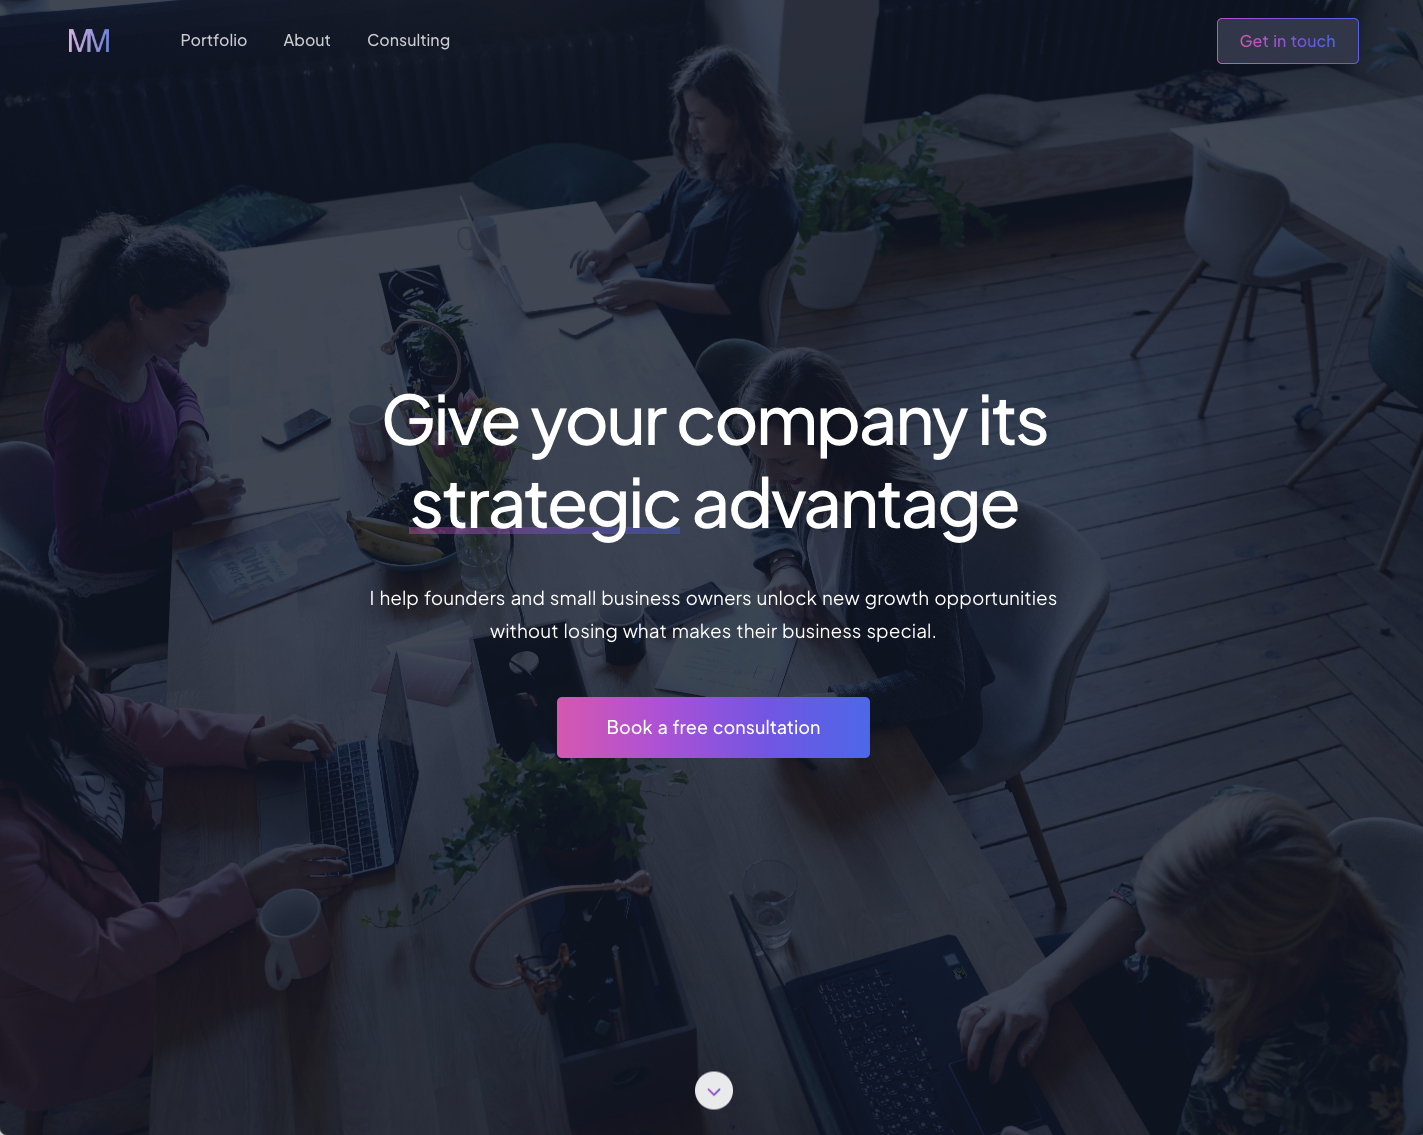 MM
Portfolio
About
Consulting
Get in touch
Give your company its
strategic advantage
I help founders and small business owners unlock new growth opportunities
without losing what makes their business special.
Book a free consultation